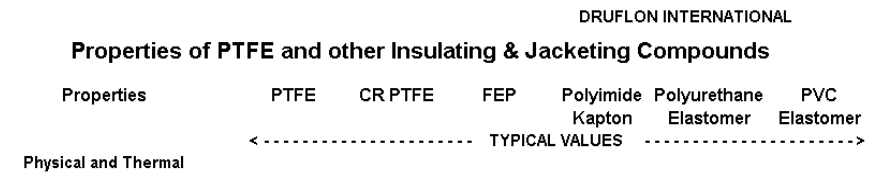 DRUFLON INTERNATIONAL
Properties of PTFE and other Insulating & Jacketing Compounds
Properties PTFE CR PTFE FEP Polyimide Polyurethane PVC
Kapton Elastomer Elastomer
< - - - - - - - - - - - - - - - - - - - - - - TYPICAL VALUES - - - - - - - - - - - - - - - - - - - - - - ->
Physical and Thermal